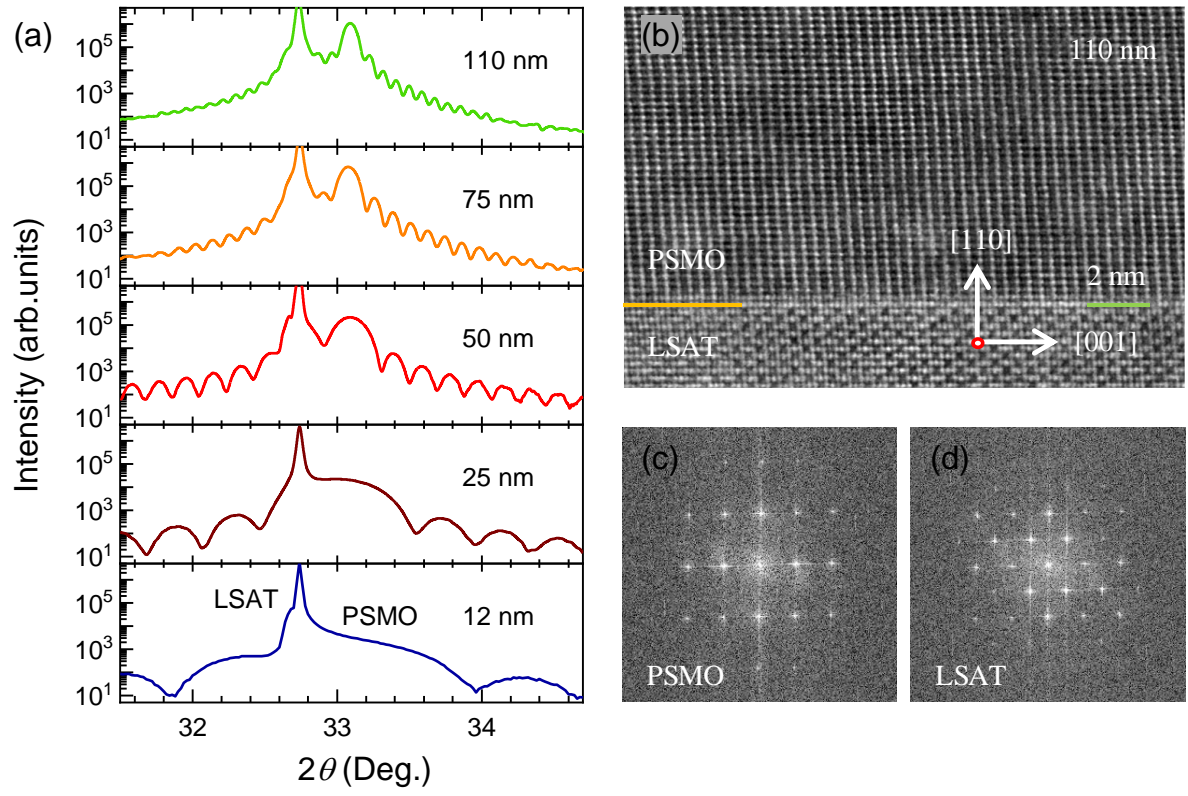 (a)
Intensity (arb.units)
10^5
10^3
10^1
110 nm
10^5
10^3
10^1
75 nm
10^5
10^3
10^1
50 nm
10^5
10^3
10^1
25 nm
10^5
10^3
10^1
LSAT
PSMO
12 nm
32 33 34
2θ (Deg.)
(b)
110 nm
PSMO
[110]
2 nm
LSAT
[001]
(c)
PSMO
(d)
LSAT